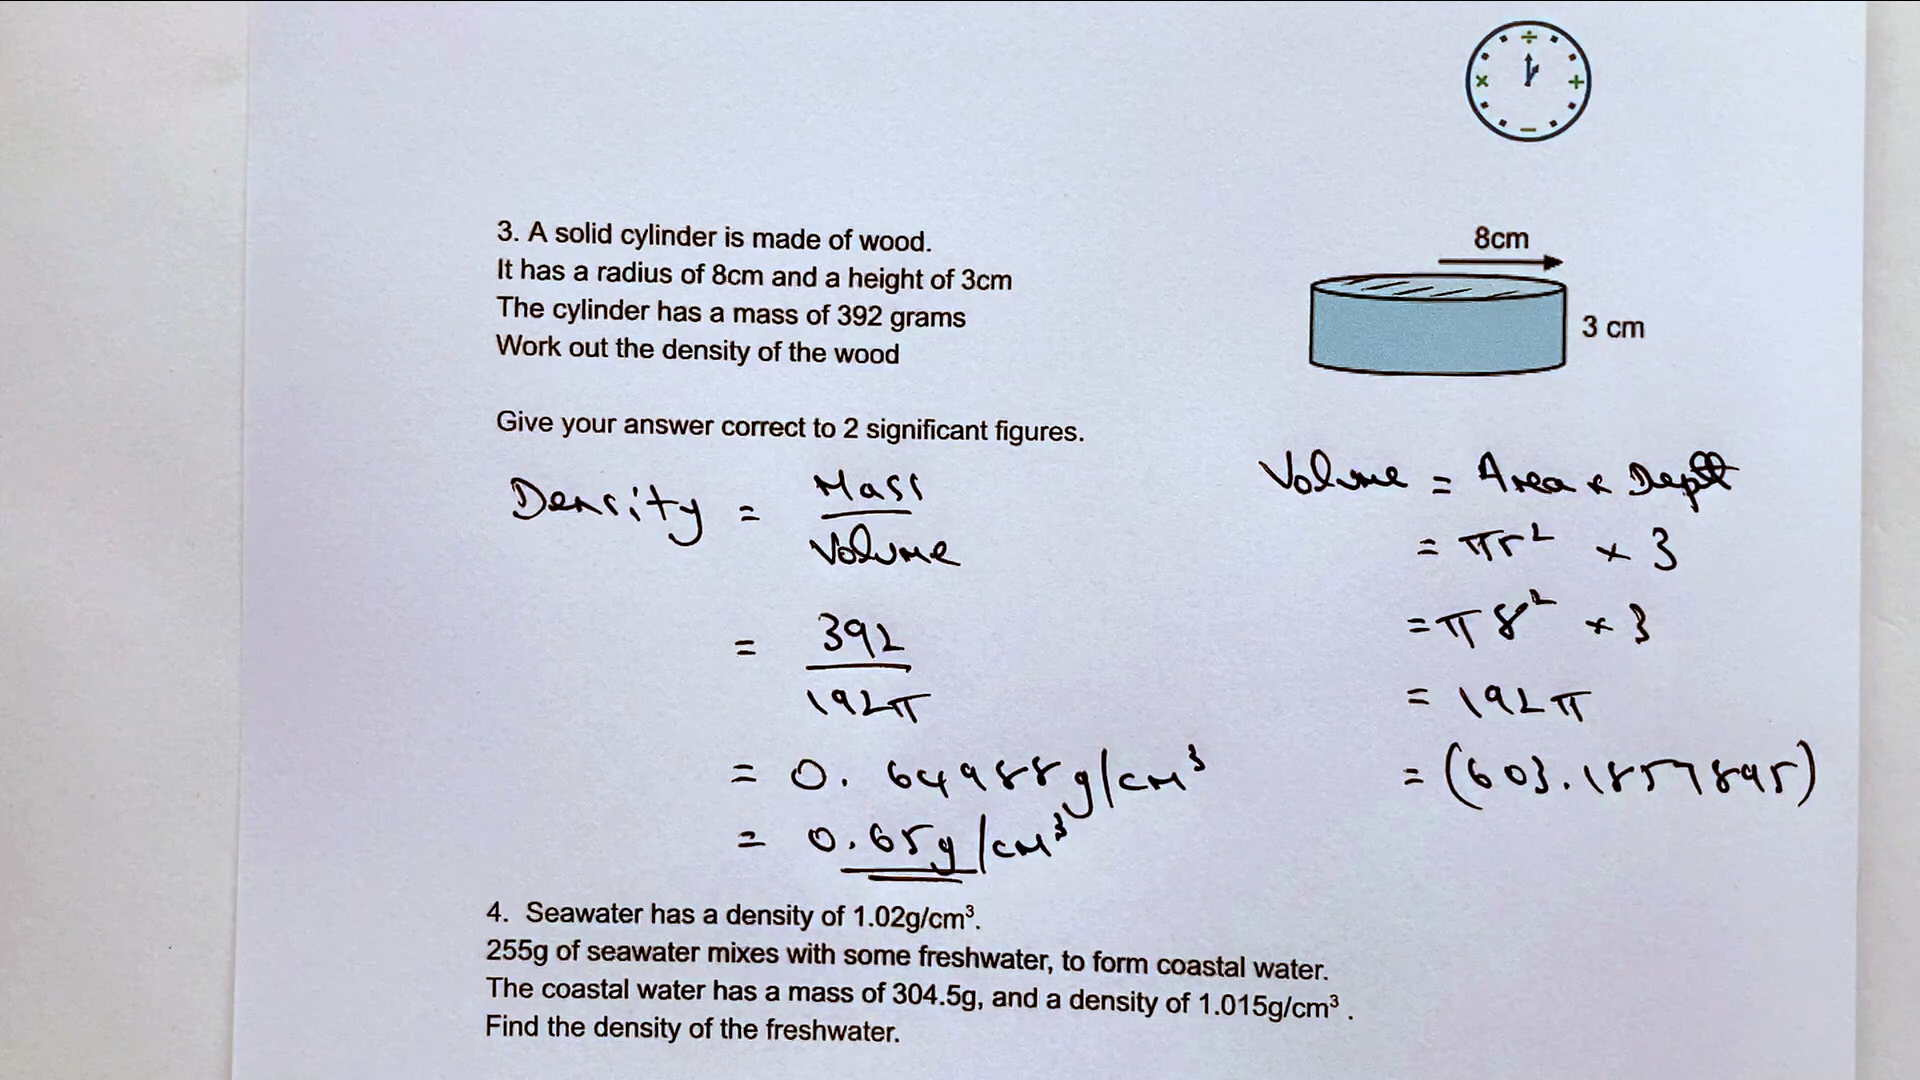 ÷
×
+
−
8cm
3 cm
3. A solid cylinder is made of wood.
It has a radius of 8cm and a height of 3cm
The cylinder has a mass of 392 grams
Work out the density of the wood
Give your answer correct to 2 significant figures.
Density = Mass / Volume
= 392 / 192π
= 0.64988g/cm³
= 0.65g/cm³
Volume = Area × Depth
= πr² × 3
= π8² × 3
= 192π
= (603.1857895)
4. Seawater has a density of 1.02g/cm³.
255g of seawater mixes with some freshwater, to form coastal water.
The coastal water has a mass of 304.5g, and a density of 1.015g/cm³ .
Find the density of the freshwater.